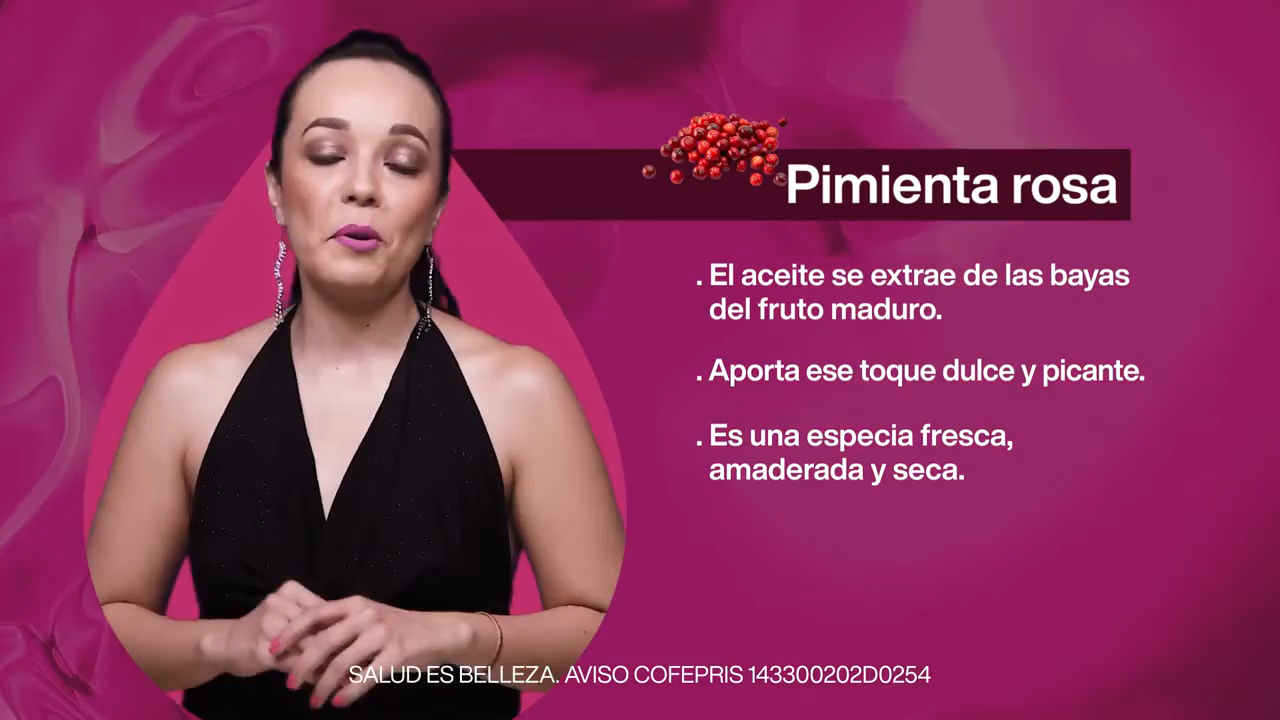 Pimienta rosa
. El aceite se extrae de las bayas
del fruto maduro.
. Aporta ese toque dulce y picante.
. Es una especia fresca,
amaderada y seca.
SALUD ES BELLEZA. AVISO COFEPRIS 143300202D0254